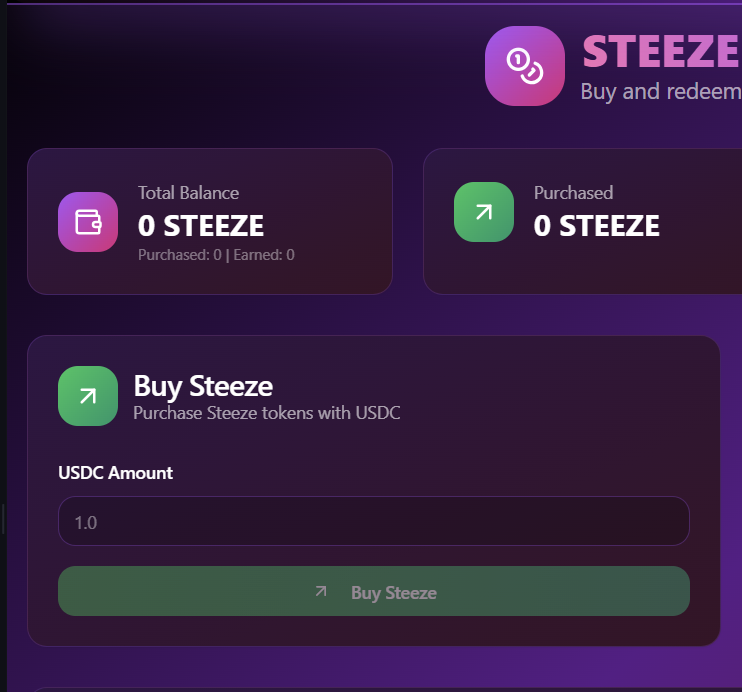 STEEZE
Buy and redeem
Total Balance
0 STEEZE
Purchased: 0 | Earned: 0
Purchased
0 STEEZE
Buy Steeze
Purchase Steeze tokens with USDC
USDC Amount
1.0
Buy Steeze